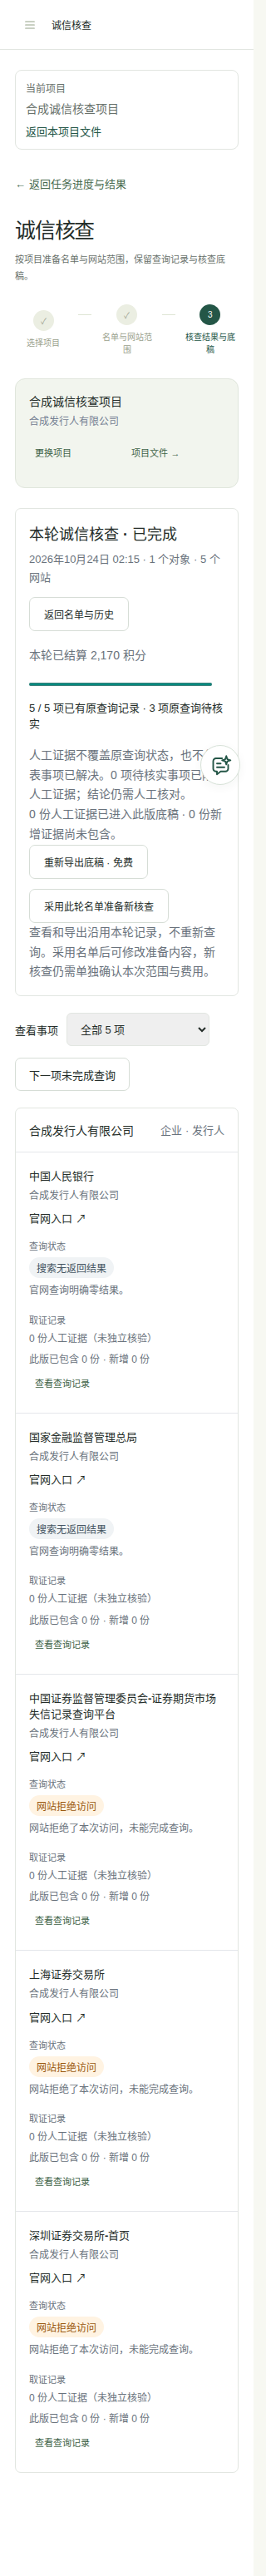 诚信核查
当前项目
合成诚信核查项目
返回本项目文件
← 返回任务进度与结果
诚信核查
按项目准备名单与网站范围，保留查询记录与核查底
稿。
✓
✓
3
选择项目
名单与网站范
围
核查结果与底
稿
合成诚信核查项目
合成发行人有限公司
更换项目
项目文件 →
本轮诚信核查 · 已完成
2026年10月24日 02:15 · 1 个对象 · 5 个
网站
返回名单与历史
本轮已结算 2,170 积分
5 / 5 项已有原查询记录 · 3 项原查询待核
实
人工证据不覆盖原查询状态，也不
表事项已解决。0 项待核实事项已
人工证据；结论仍需人工核对。
0 份人工证据已进入此版底稿 · 0 份新
增证据尚未包含。
重新导出底稿 · 免费
采用此轮名单准备新核查
查看和导出沿用本轮记录，不重新查
询。采用名单后可修改准备内容，新
核查仍需单独确认本次范围与费用。
查看事项
全部 5 项
下一项未完成查询
合成发行人有限公司
企业 · 发行人
中国人民银行
合成发行人有限公司
官网入口 ↗
查询状态
搜索无返回结果
官网查询明确零结果。
取证记录
0 份人工证据（未独立核验）
此版已包含 0 份 · 新增 0 份
查看查询记录
国家金融监督管理总局
合成发行人有限公司
官网入口 ↗
查询状态
搜索无返回结果
官网查询明确零结果。
取证记录
0 份人工证据（未独立核验）
此版已包含 0 份 · 新增 0 份
查看查询记录
中国证券监督管理委员会-证券期货市场
失信记录查询平台
合成发行人有限公司
官网入口 ↗
查询状态
网站拒绝访问
网站拒绝了本次访问，未能完成查询。
取证记录
0 份人工证据（未独立核验）
此版已包含 0 份 · 新增 0 份
查看查询记录
上海证券交易所
合成发行人有限公司
官网入口 ↗
查询状态
网站拒绝访问
网站拒绝了本次访问，未能完成查询。
取证记录
0 份人工证据（未独立核验）
此版已包含 0 份 · 新增 0 份
查看查询记录
深圳证券交易所-首页
合成发行人有限公司
官网入口 ↗
查询状态
网站拒绝访问
网站拒绝了本次访问，未能完成查询。
取证记录
0 份人工证据（未独立核验）
此版已包含 0 份 · 新增 0 份
查看查询记录